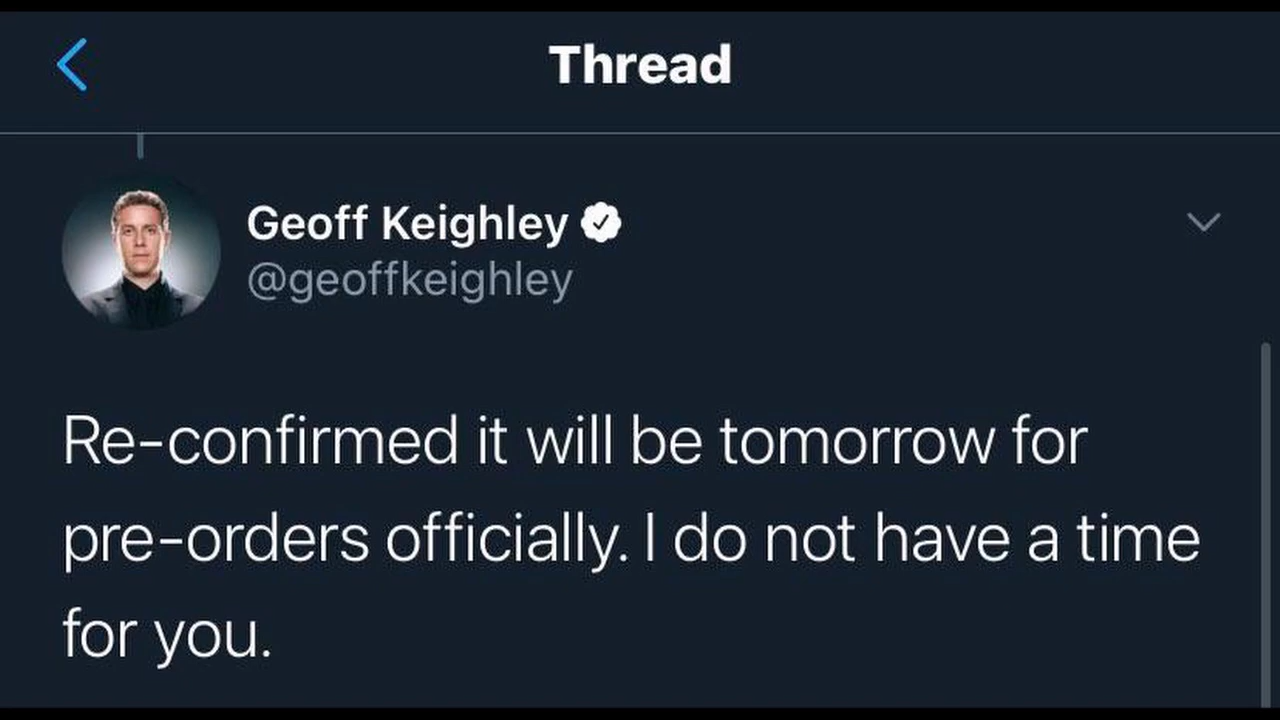 Thread
Geoff Keighley
@geoffkeighley
Re-confirmed it will be tomorrow for
pre-orders officially. I do not have a time
for you.